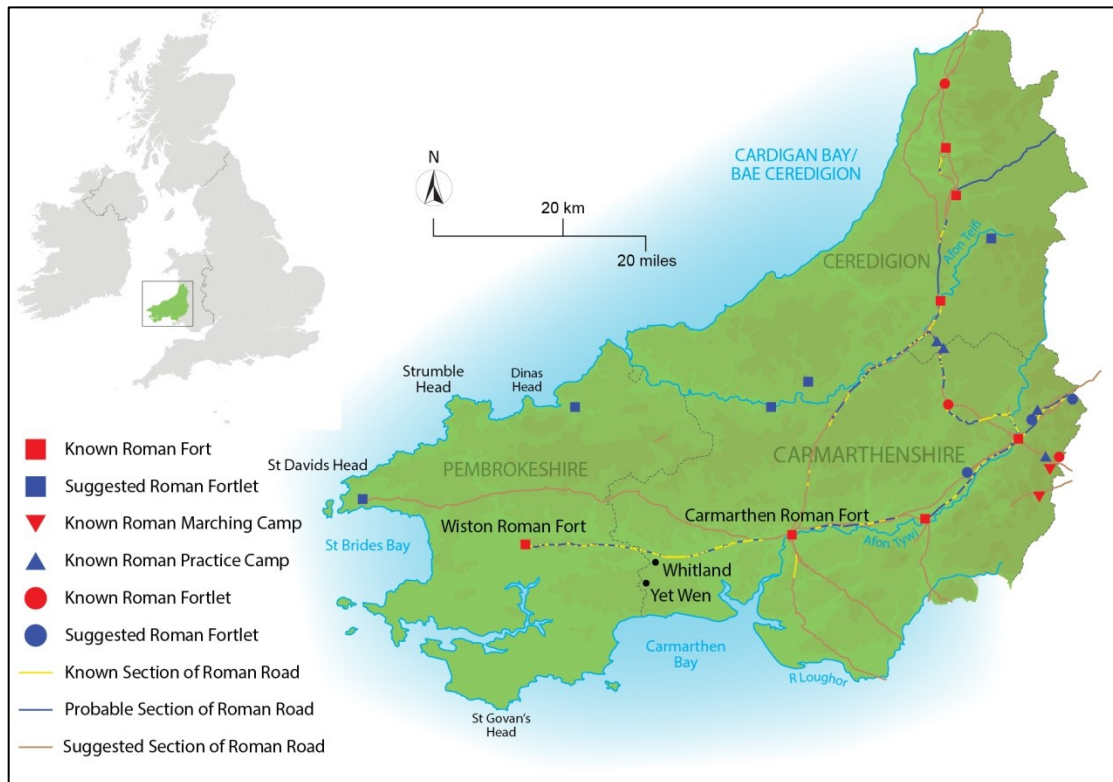 N
20 km
20 miles
CARDIGAN BAY/
BAE CEREDIGION
CEREDIGION
Afon Teifi
Strumble
Head
Dinas
Head
St Davids Head
PEMBROKESHIRE
CARMARTHENSHIRE
St Brides Bay
Wiston Roman Fort
Carmarthen Roman Fort
Afon Tywi
Whitland
Yet Wen
Carmarthen
Bay
R Loughor
St Govan's
Head
Known Roman Fort
Suggested Roman Fortlet
Known Roman Marching Camp
Known Roman Practice Camp
Known Roman Fortlet
Suggested Roman Fortlet
Known Section of Roman Road
Probable Section of Roman Road
Suggested Section of Roman Road